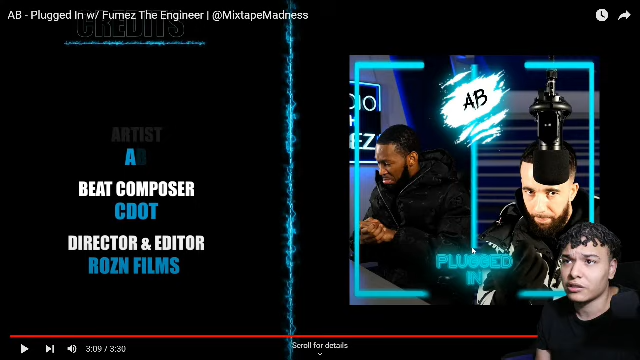 AB - Plugged In w/ Fumez The Engineer | @MixtapeMadness
CREDITS
ARTIST
AB
BEAT COMPOSER
CDOT
DIRECTOR & EDITOR
ROZN FILMS
AB
PLUGGED
IN
3:09 / 3:30
Scroll for details